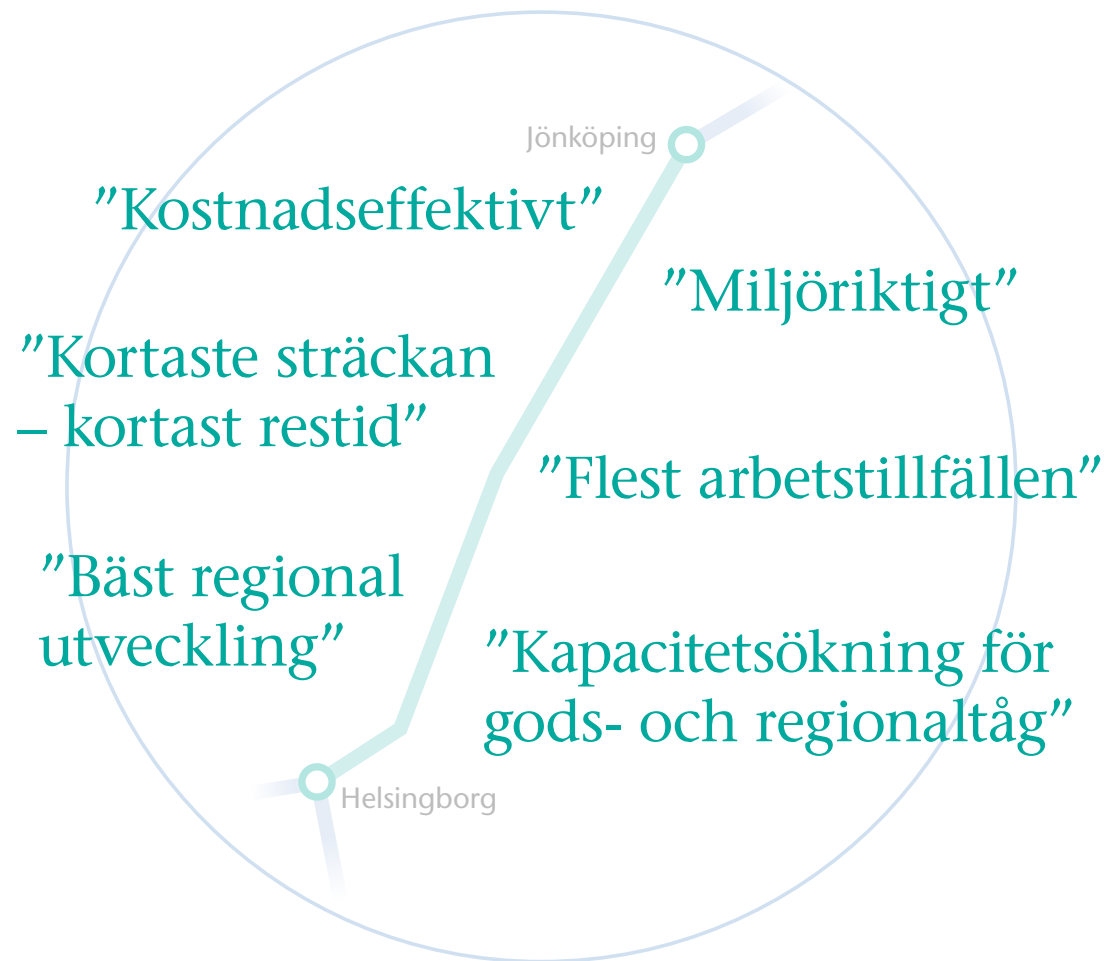 Jönköping
”Kostnadseffektivt”
”Miljöriktigt”
”Kortaste sträckan
– kortast restid”
”Flest arbetstillfällen”
”Bäst regional
utveckling”
”Kapacitetsökning för
gods- och regionaltåg”
Helsingborg